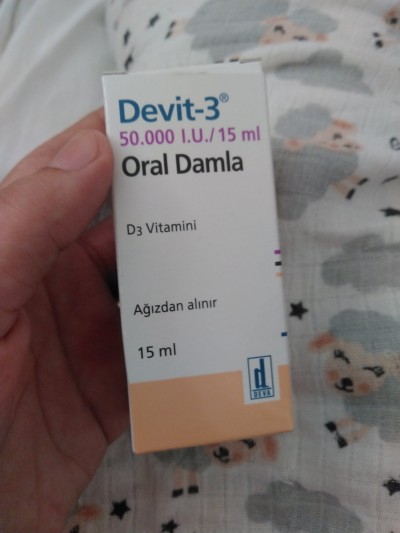 Devit-3®
50.000 I.U./15 ml
Oral Damla
D3 Vitamini
Ağızdan alınır
15 ml
DEVA